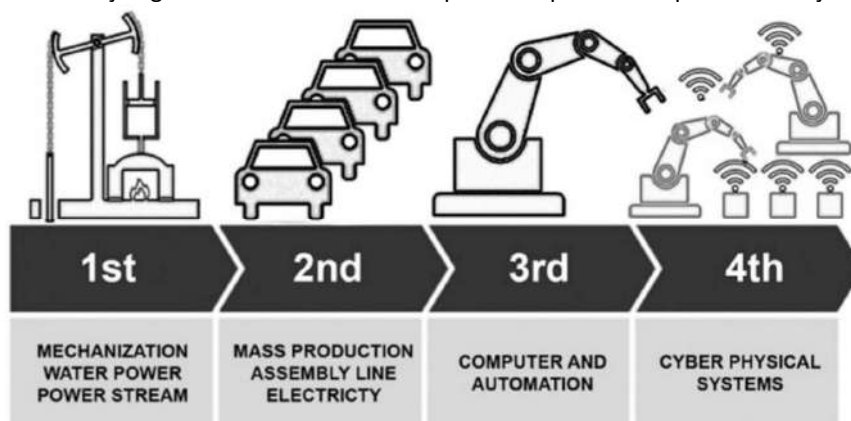 1st
2nd
3rd
4th
MECHANIZATION
WATER POWER
POWER STREAM
MASS PRODUCTION
ASSEMBLY LINE
ELECTRICTY
COMPUTER AND
AUTOMATION
CYBER PHYSICAL
SYSTEMS